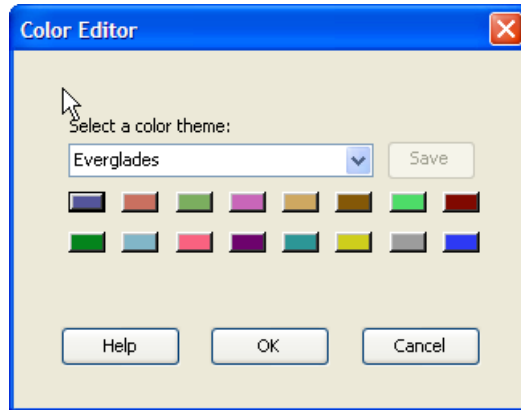 Color Editor
Select a color theme:
Everglades
Save
Help
OK
Cancel